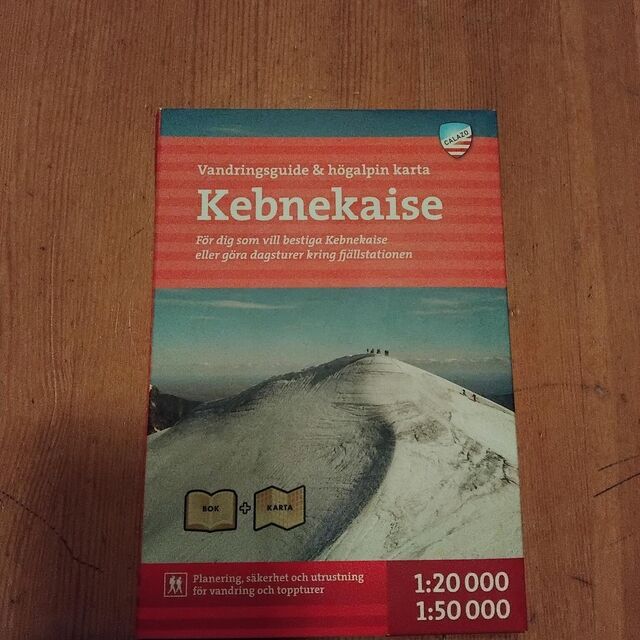 CALAZO
Vandringsguide & högalpin karta
Kebnekaise
För dig som vill bestiga Kebnekaise
eller göra dagsturer kring fjällstationen
BOK + KARTA
Planering, säkerhet och utrustning
för vandring och toppturer
1:20 000
1:50 000